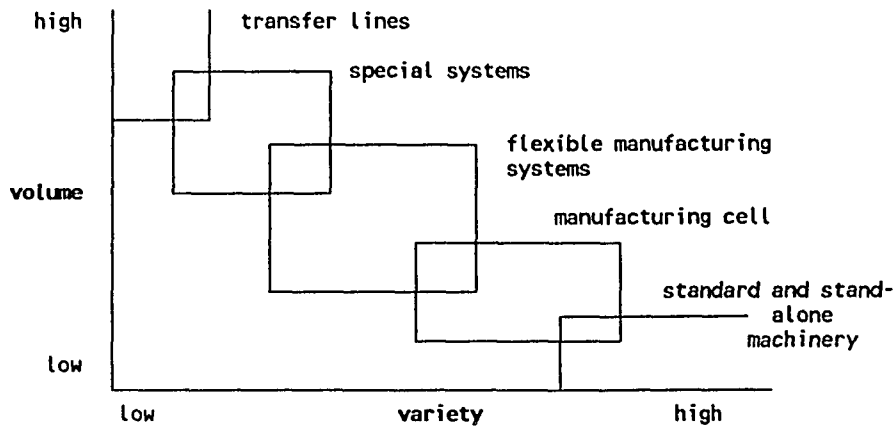 high
transfer lines
special systems
flexible manufacturing
systems
volume
manufacturing cell
standard and stand-
alone
machinery
low
low
variety
high